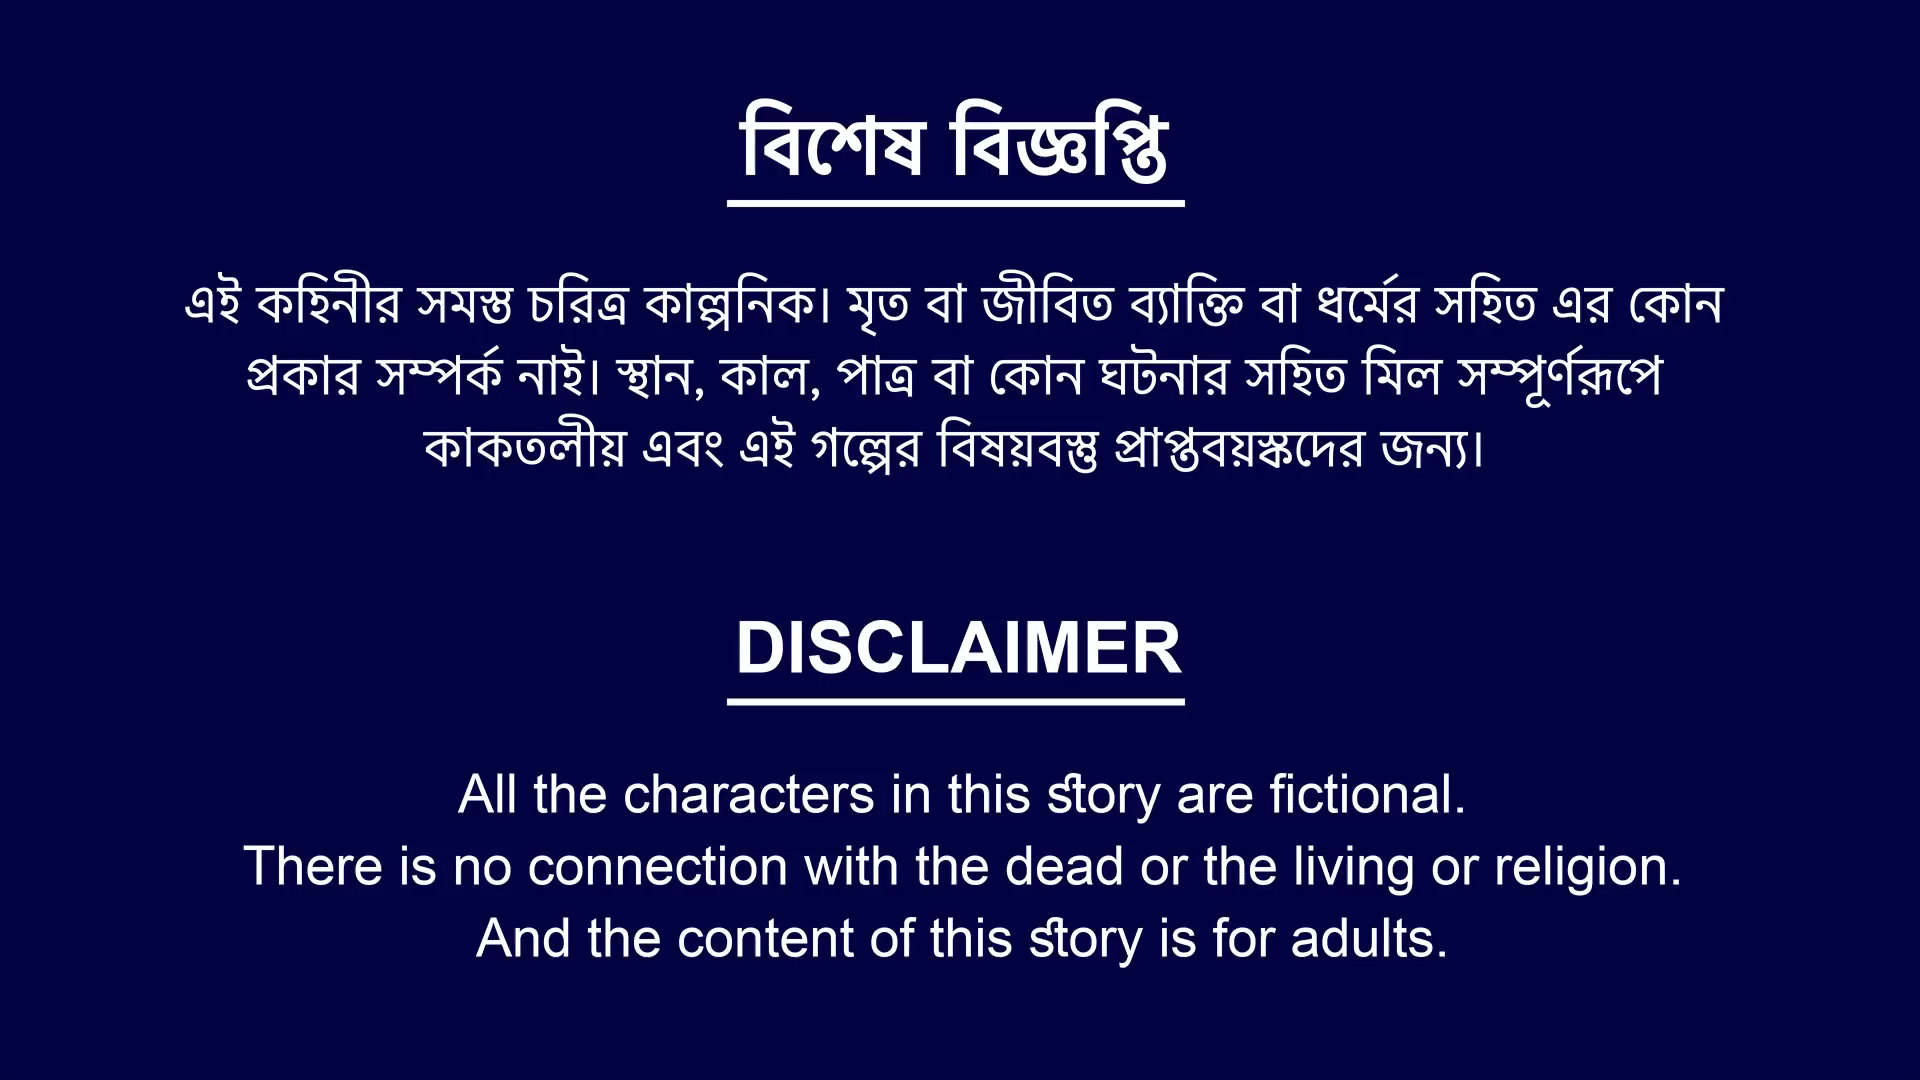 বিশেষ বিজ্ঞপ্তি
এই কহিনীর সমস্ত চরিত্র কাল্পনিক। মৃত বা জীবিত ব্যাক্তি বা ধর্মের সহিত এর কোন
প্রকার সম্পর্ক নাই। স্থান, কাল, পাত্র বা কোন ঘটনার সহিত মিল সম্পূর্ণরূপে
কাকতলীয় এবং এই গল্পের বিষয়বস্তু প্রাপ্তবয়স্কদের জন্য।
DISCLAIMER
All the characters in this story are fictional.
There is no connection with the dead or the living or religion.
And the content of this story is for adults.